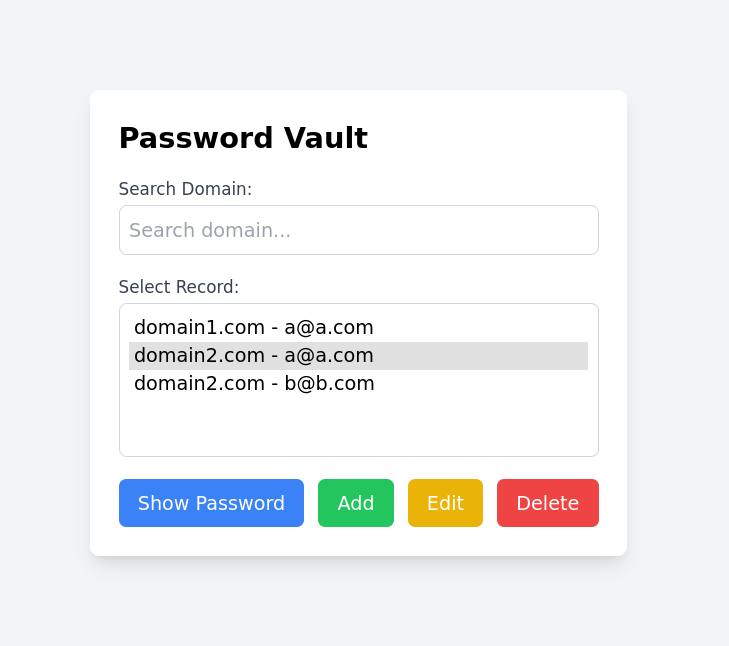 Password Vault
Search Domain:
Search domain...
Select Record:
domain1.com - a@a.com
domain2.com - a@a.com
domain2.com - b@b.com
Show Password Add Edit Delete